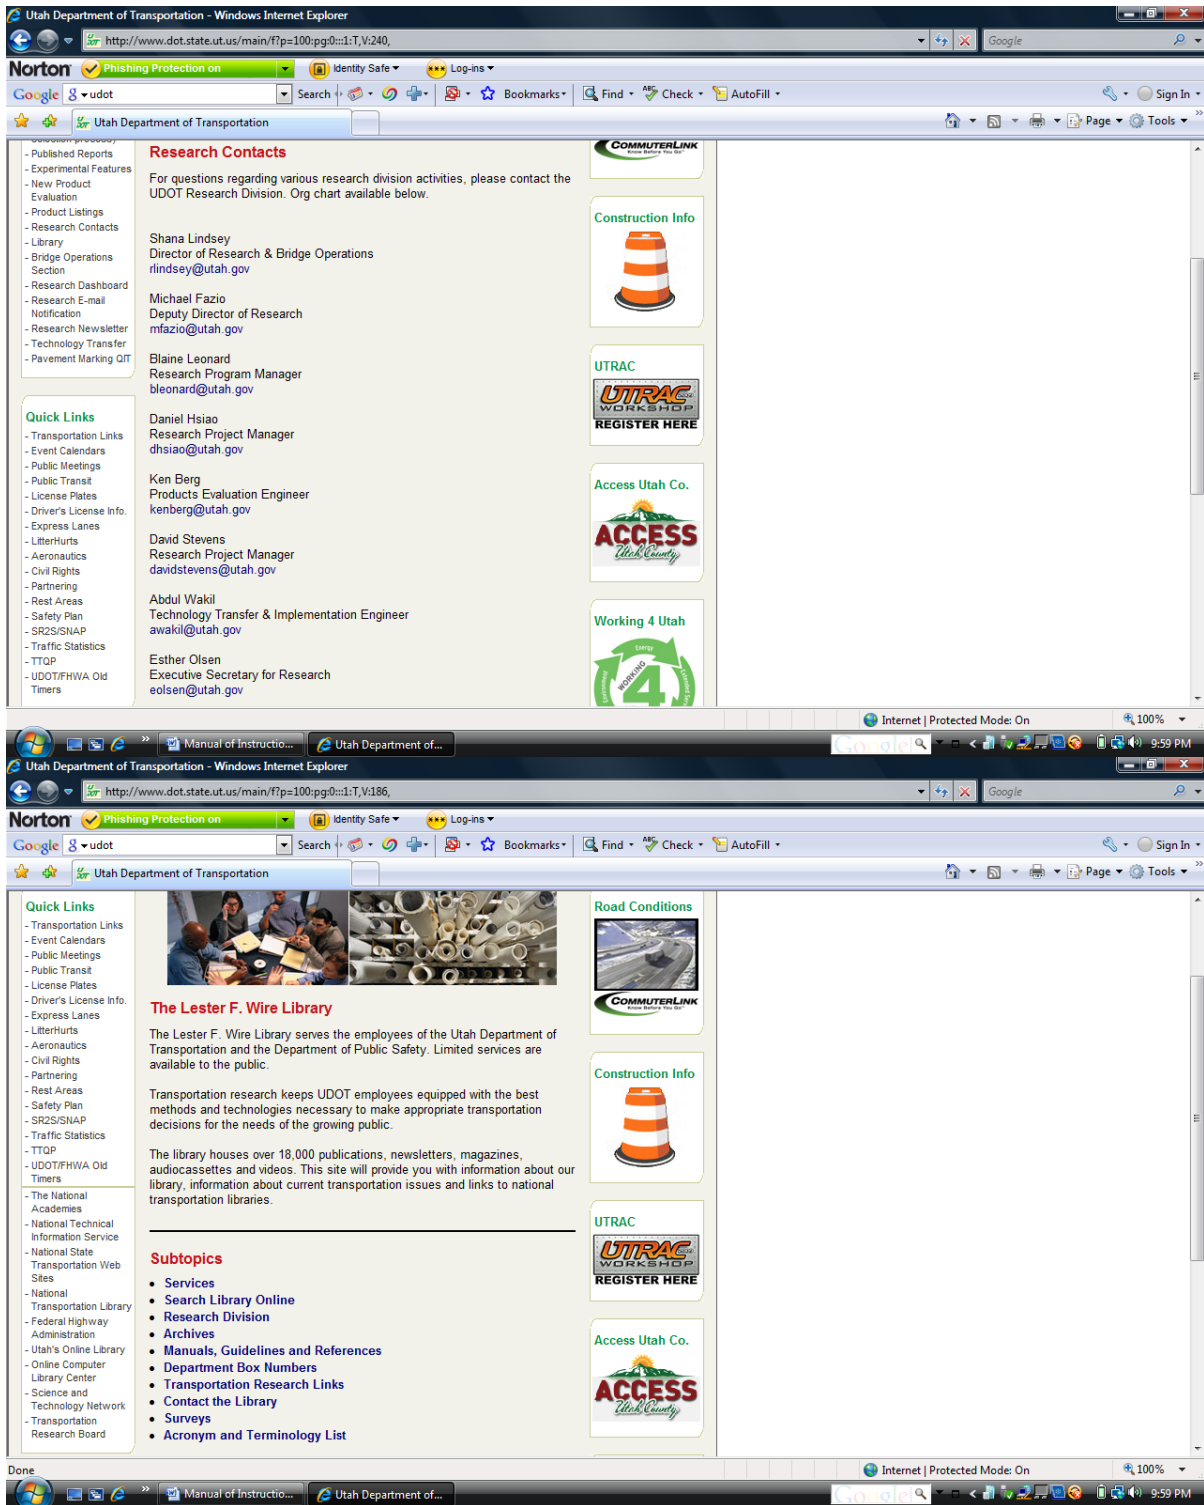 Utah Department of Transportation - Windows Internet Explorer
http://www.dot.state.ut.us/main/f?p=100:pg:0:::1:T,V:240,
Google
Norton Phishing Protection on Identity Safe Log-ins
Google udot Search Bookmarks Find Check AutoFill Sign In
Utah Department of Transportation Page Tools
- Published Reports
- Experimental Features
- New Product
Evaluation
- Product Listings
- Research Contacts
- Library
- Bridge Operations
Section
- Research Dashboard
- Research E-mail
Notification
- Research Newsletter
- Technology Transfer
- Pavement Marking QIT
Quick Links
- Transportation Links
- Event Calendars
- Public Meetings
- Public Transit
- License Plates
- Driver's License Info.
- Express Lanes
- LitterHurts
- Aeronautics
- Civil Rights
- Partnering
- Rest Areas
- Safety Plan
- SR2S/SNAP
- Traffic Statistics
- TTQP
- UDOT/FHWA Old
Timers
Research Contacts
For questions regarding various research division activities, please contact the
UDOT Research Division. Org chart available below.
Shana Lindsey
Director of Research & Bridge Operations
rlindsey@utah.gov
Michael Fazio
Deputy Director of Research
mfazio@utah.gov
Blaine Leonard
Research Program Manager
bleonard@utah.gov
Daniel Hsiao
Research Project Manager
dhsiao@utah.gov
Ken Berg
Products Evaluation Engineer
kenberg@utah.gov
David Stevens
Research Project Manager
davidstevens@utah.gov
Abdul Wakil
Technology Transfer & Implementation Engineer
awakil@utah.gov
Esther Olsen
Executive Secretary for Research
eolsen@utah.gov
COMMUTERLINK
Know Before You Go
Construction Info
UTRAC
UTRAC
WORKSHOP
REGISTER HERE
Access Utah Co.
ACCESS
Utah County
Working 4 Utah
Energy
WORKING
4
Internet | Protected Mode: On 100%
Manual of Instructio... Utah Department of... Google 9:59 PM
Utah Department of Transportation - Windows Internet Explorer
http://www.dot.state.ut.us/main/f?p=100:pg:0:::1:T,V:186,
Google
Norton Phishing Protection on Identity Safe Log-ins
Google udot Search Bookmarks Find Check AutoFill Sign In
Utah Department of Transportation Page Tools
Quick Links
- Transportation Links
- Event Calendars
- Public Meetings
- Public Transit
- License Plates
- Driver's License Info.
- Express Lanes
- LitterHurts
- Aeronautics
- Civil Rights
- Partnering
- Rest Areas
- Safety Plan
- SR2S/SNAP
- Traffic Statistics
- TTQP
- UDOT/FHWA Old
Timers
- The National
Academies
- National Technical
Information Service
- National State
Transportation Web
Sites
- National
Transportation Library
- Federal Highway
Administration
- Utah's Online Library
- Online Computer
Library Center
- Science and
Technology Network
- Transportation
Research Board
The Lester F. Wire Library
The Lester F. Wire Library serves the employees of the Utah Department of
Transportation and the Department of Public Safety. Limited services are
available to the public.
Transportation research keeps UDOT employees equipped with the best
methods and technologies necessary to make appropriate transportation
decisions for the needs of the growing public.
The library houses over 18,000 publications, newsletters, magazines,
audiocassettes and videos. This site will provide you with information about our
library, information about current transportation issues and links to national
transportation libraries.
Subtopics
• Services
• Search Library Online
• Research Division
• Archives
• Manuals, Guidelines and References
• Department Box Numbers
• Transportation Research Links
• Contact the Library
• Surveys
• Acronym and Terminology List
Road Conditions
COMMUTERLINK
Know Before You Go
Construction Info
UTRAC
UTRAC
WORKSHOP
REGISTER HERE
Access Utah Co.
ACCESS
Utah County
Done Internet | Protected Mode: On 100%
Manual of Instructio... Utah Department of... Google 9:59 PM